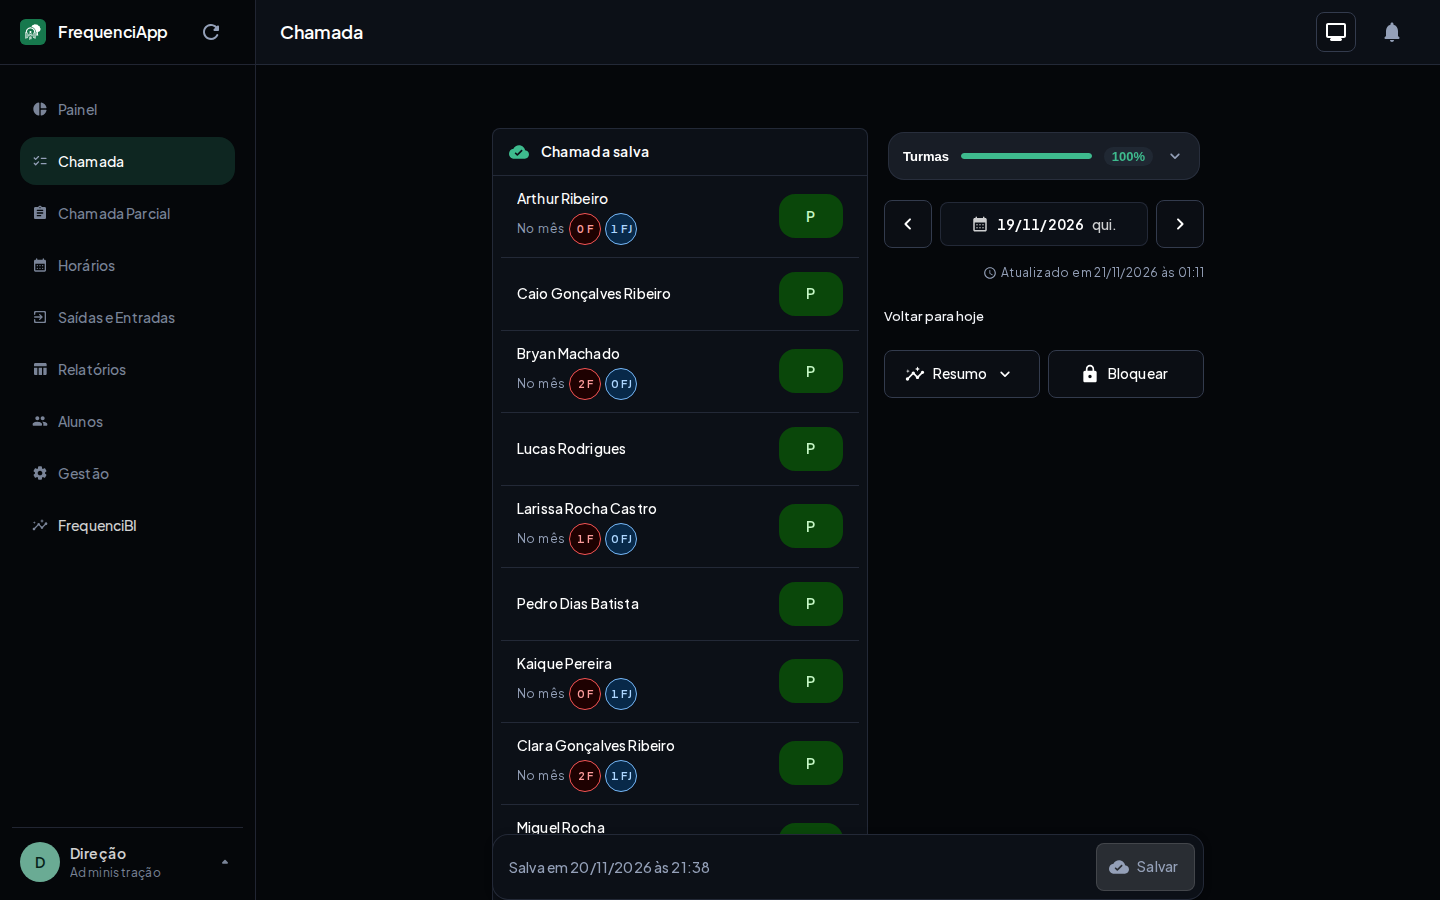 FrequenciApp
Chamada
Painel
Chamada
Chamada Parcial
Horários
Saídas e Entradas
Relatórios
Alunos
Gestão
FrequenciBI
D
Direção
Administração
Chamada salva
Arthur Ribeiro
No mês 0 F 1 FJ
P
Caio Gonçalves Ribeiro
P
Bryan Machado
No mês 2 F 0 FJ
P
Lucas Rodrigues
P
Larissa Rocha Castro
No mês 1 F 0 FJ
P
Pedro Dias Batista
P
Kaique Pereira
No mês 0 F 1 FJ
P
Clara Gonçalves Ribeiro
No mês 2 F 1 FJ
P
Miguel Rocha
Salva em 20/11/2026 às 21:38
Salvar
Turmas 100%
19/11/2026 qui.
Atualizado em 21/11/2026 às 01:11
Voltar para hoje
Resumo
Bloquear